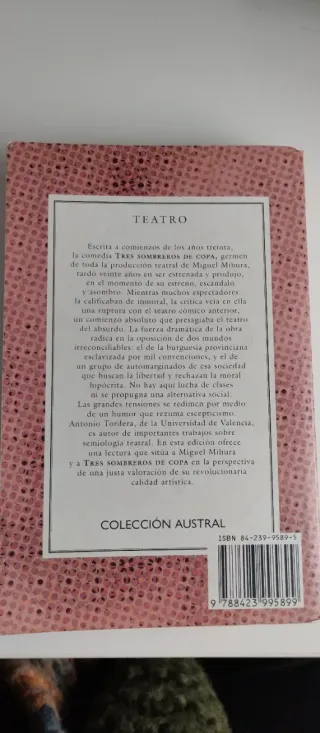 TEATRO
Escrita a comienzos de los años treinta,
la comedia TRES SOMBREROS DE COPA, germen
de toda la producción teatral de Miguel Mihura,
tardó veinte años en ser estrenada y produjo,
en el momento de su estreno, escándalo
y asombro. Mientras muchos espectadores
la calificaban de inmoral, la crítica veía en ella
una ruptura con el teatro cómico anterior,
un comienzo absoluto que presagiaba el teatro
del absurdo. La fuerza dramática de la obra
radica en la oposición de dos mundos
irreconciliables: el de la burguesía provinciana
esclavizada por mil convenciones, y el de
un grupo de automarginados de esa sociedad
que buscan la libertad y rechazan la moral
hipócrita. No hay aquí lucha de clases
ni se propugna una alternativa social.
Las grandes tensiones se redimen por medio
de un humor que rezuma escepticismo.
Antonio Tordera, de la Universidad de Valencia,
es autor de importantes trabajos sobre
semiología teatral. En esta edición ofrece
una lectura que sitúa a Miguel Mihura
y a TRES SOMBREROS DE COPA en la perspectiva
de una justa valoración de su revolucionaria
calidad artística.
COLECCIÓN AUSTRAL
ISBN 84-239-9589-5
9 788423 995899